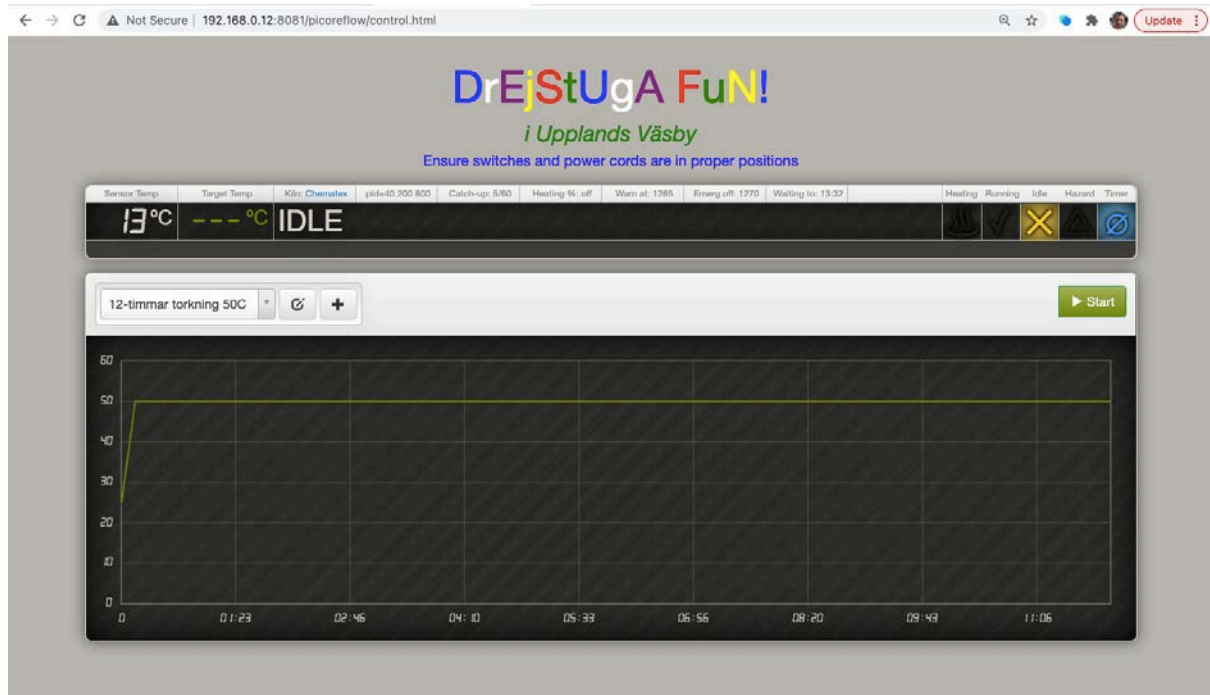 Not Secure | 192.168.0.12:8081/picoreflow/control.html
Update
DrEjStUgA FuN!
i Upplands Väsby
Ensure switches and power cords are in proper positions
Sensor Temp Target Temp Kiln: Chematex pid=40 200 800 Catch-up: 5/60 Heating %: off Warn at: 1265 Emerg off: 1270 Waiting to: 13:32 Heating Running Idle Hazard Timer
13°C ---°C IDLE
12-timmar torkning 50C
Start
60
50
40
30
20
10
0
0 01:23 02:46 04:10 05:33 06:56 08:20 09:43 11:06